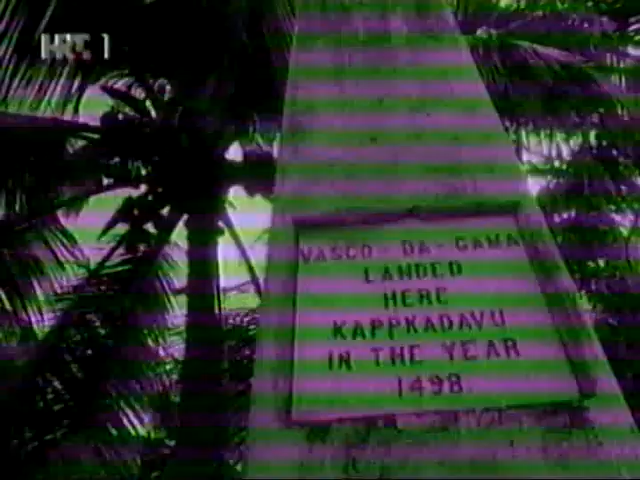 HRT 1
VASCO - DA - GAMA
LANDED
HERE
KAPPKADAVU
IN THE YEAR
1498